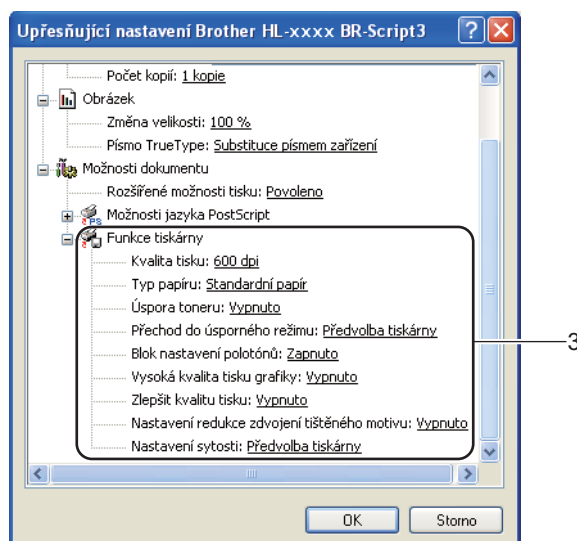 Upřesňující nastavení Brother HL-xxxx BR-Script3
Počet kopií: 1 kopie
Obrázek
Změna velikosti: 100 %
Písmo TrueType: Substituce písmem zařízení
Možnosti dokumentu
Rozšířené možnosti tisku: Povoleno
Možnosti jazyka PostScript
Funkce tiskárny
Kvalita tisku: 600 dpi
Typ papíru: Standardní papír
Úspora toneru: Vypnuto
Přechod do úsporného režimu: Předvolba tiskárny
Blok nastavení polotónů: Zapnuto
Vysoká kvalita tisku grafiky: Vypnuto
Zlepšit kvalitu tisku: Vypnuto
Nastavení redukce zdvojení tištěného motivu: Vypnuto
Nastavení sytosti: Předvolba tiskárny
3
OK Storno